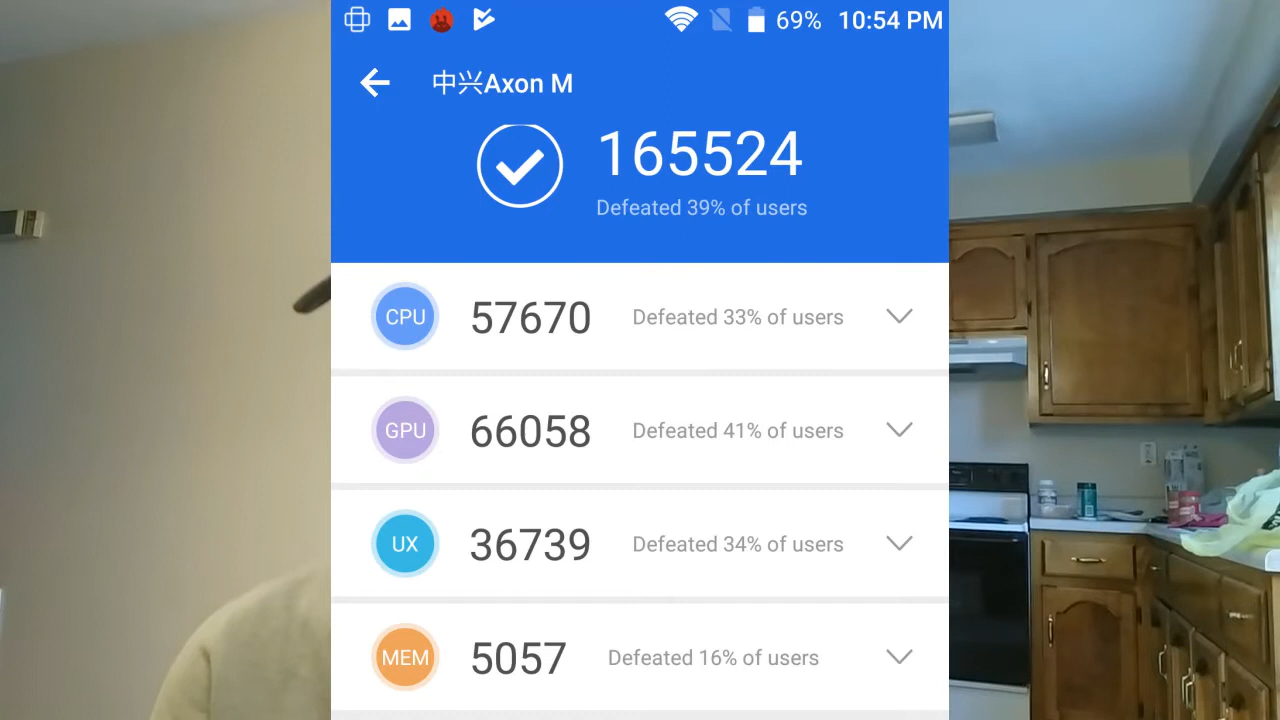 69% 10:54 PM
中兴Axon M
165524
Defeated 39% of users
CPU 57670 Defeated 33% of users
GPU 66058 Defeated 41% of users
UX 36739 Defeated 34% of users
MEM 5057 Defeated 16% of users